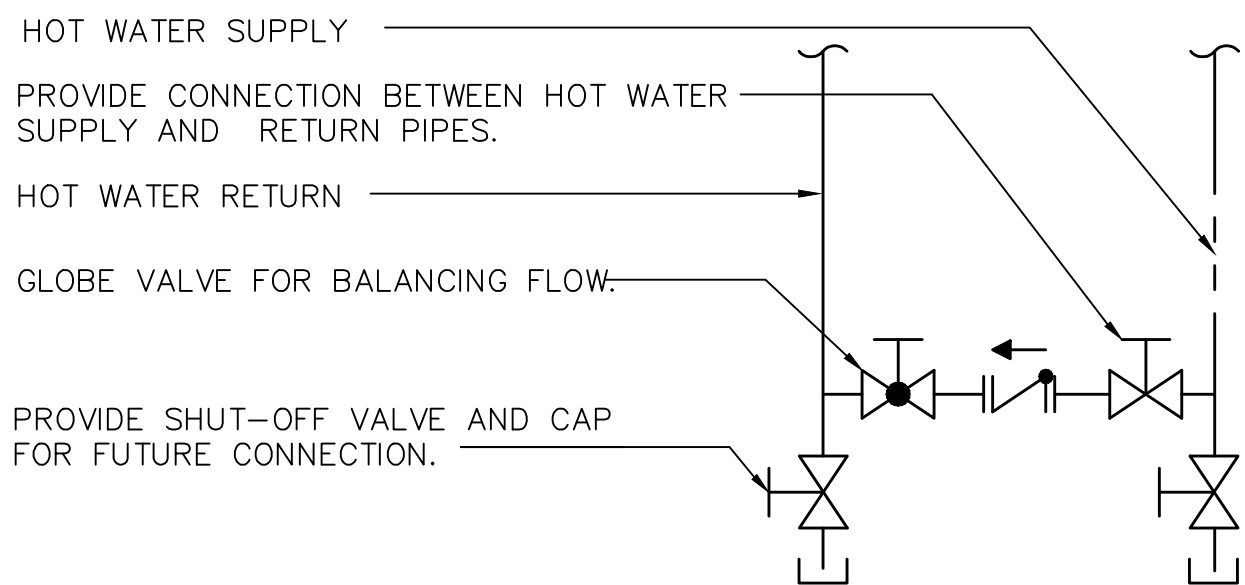 HOT WATER SUPPLY
PROVIDE CONNECTION BETWEEN HOT WATER
SUPPLY AND RETURN PIPES.
HOT WATER RETURN
GLOBE VALVE FOR BALANCING FLOW.
PROVIDE SHUT-OFF VALVE AND CAP
FOR FUTURE CONNECTION.